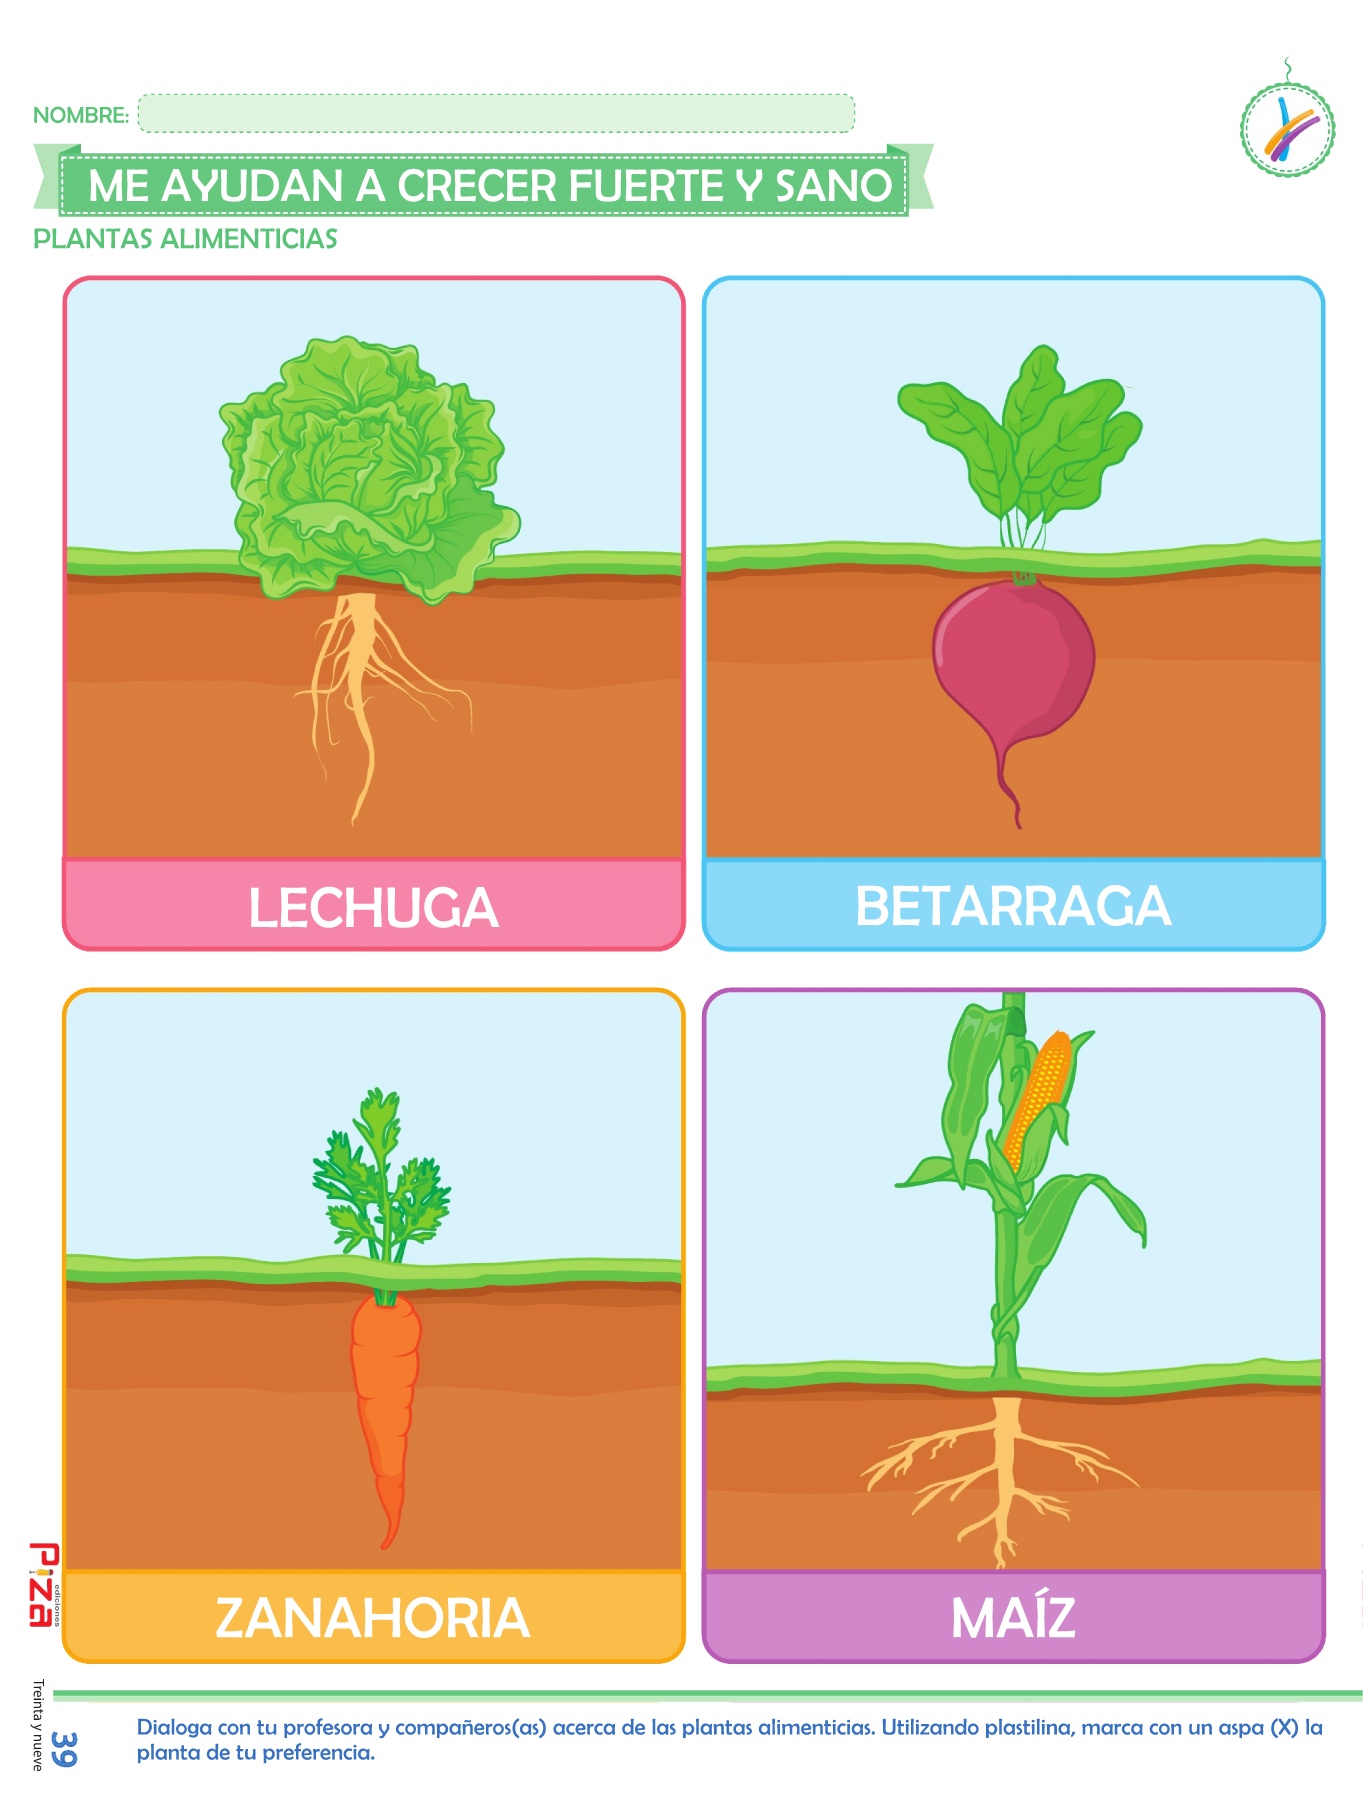 NOMBRE:
ME AYUDAN A CRECER FUERTE Y SANO
PLANTAS ALIMENTICIAS
LECHUGA
BETARRAGA
ZANAHORIA
MAÍZ
Piza
ediciones
Treinta y nueve
39
Dialoga con tu profesora y compañeros(as) acerca de las plantas alimenticias. Utilizando plastilina, marca con un aspa (X) la
planta de tu preferencia.